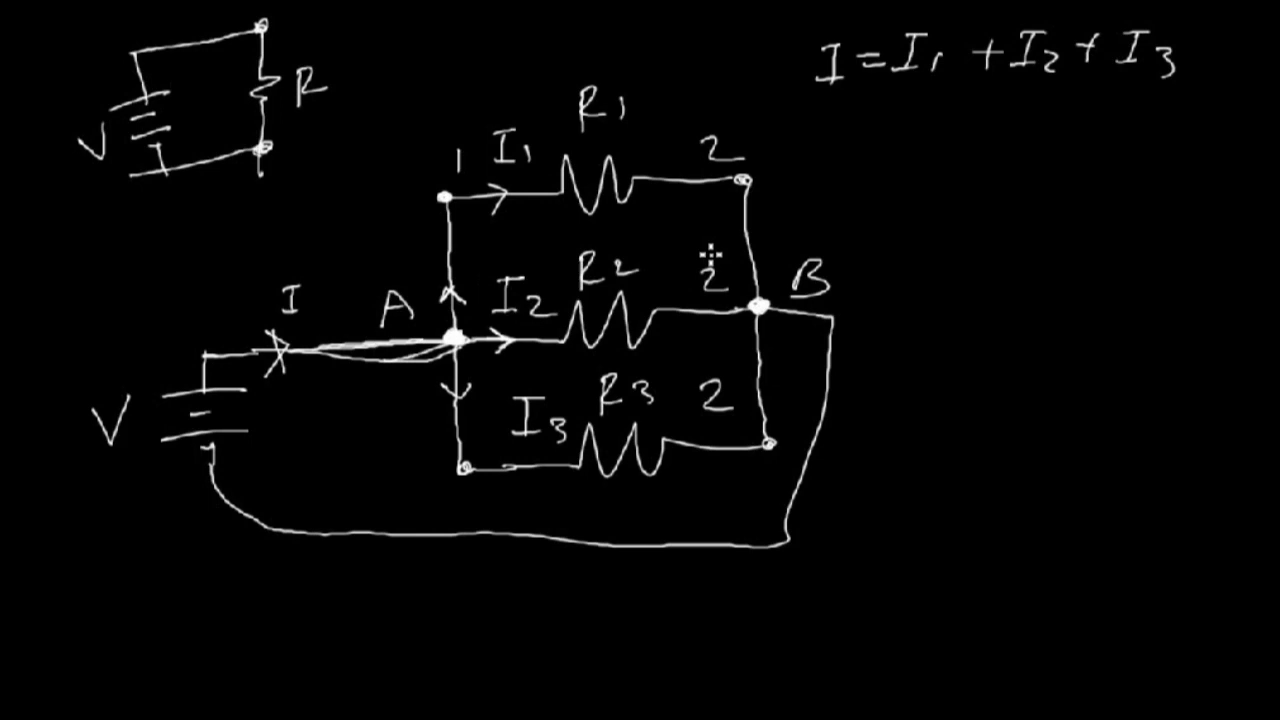 I = I1 + I2 + I3
R
V
R1
1 I1 2
R2 2 B
I A I2
R3 2
V I3